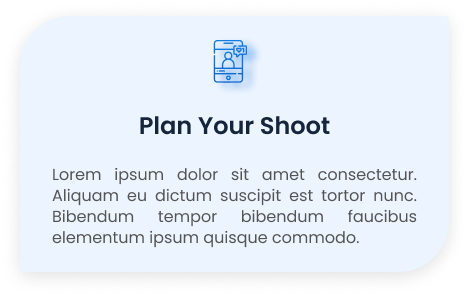 Plan Your Shoot
Lorem ipsum dolor sit amet consectetur.
Aliquam eu dictum suscipit est tortor nunc.
Bibendum tempor bibendum faucibus
elementum ipsum quisque commodo.